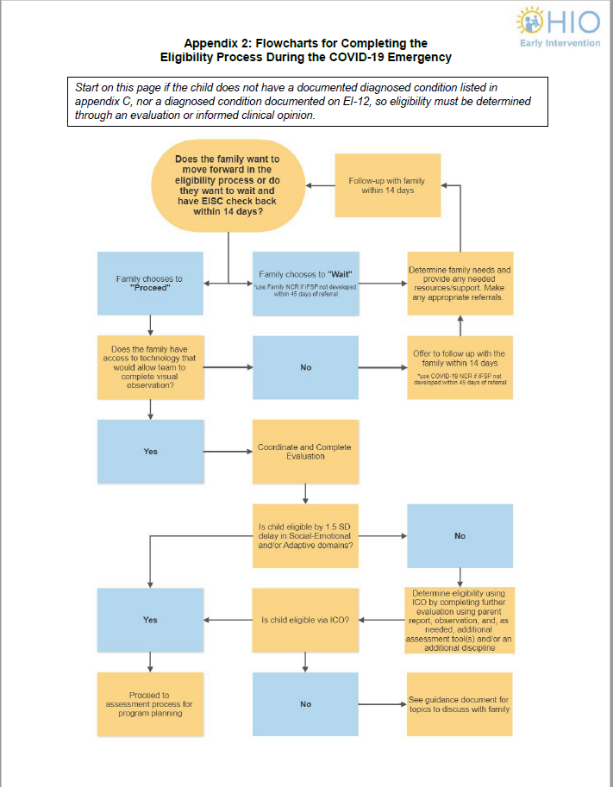 OHIO
Early Intervention
Appendix 2: Flowcharts for Completing the
Eligibility Process During the COVID-19 Emergency
Start on this page if the child does not have a documented diagnosed condition listed in
appendix C, nor a diagnosed condition documented on EI-12, so eligibility must be determined
through an evaluation or informed clinical opinion.
Does the family want to
move forward in the
eligibility process or do
they want to wait and
have EISC check back
within 14 days?
Follow-up with family
within 14 days
Family chooses to
"Proceed"
Family chooses to "Wait"
*use Family NCR if IFSP not developed
within 45 days of referral
Determine family needs and
provide any needed
resources/support. Make
any appropriate referrals.
Does the family have
access to technology that
would allow team to
complete visual
observation?
No
Offer to follow up with the
family within 14 days
*use COVID-19 NCR if IFSP not
developed within 45 days of referral
Yes
Coordinate and Complete
Evaluation
Is child eligible by 1.5 SD
delay in Social-Emotional
and/or Adaptive domains?
No
Yes
Is child eligible via ICO?
Determine eligibility using
ICO by completing further
evaluation using parent
report, observation, and, as
needed, additional
assessment tool(s) and/or an
additional discipline
Proceed to
assessment process for
program planning
No
See guidance document for
topics to discuss with family